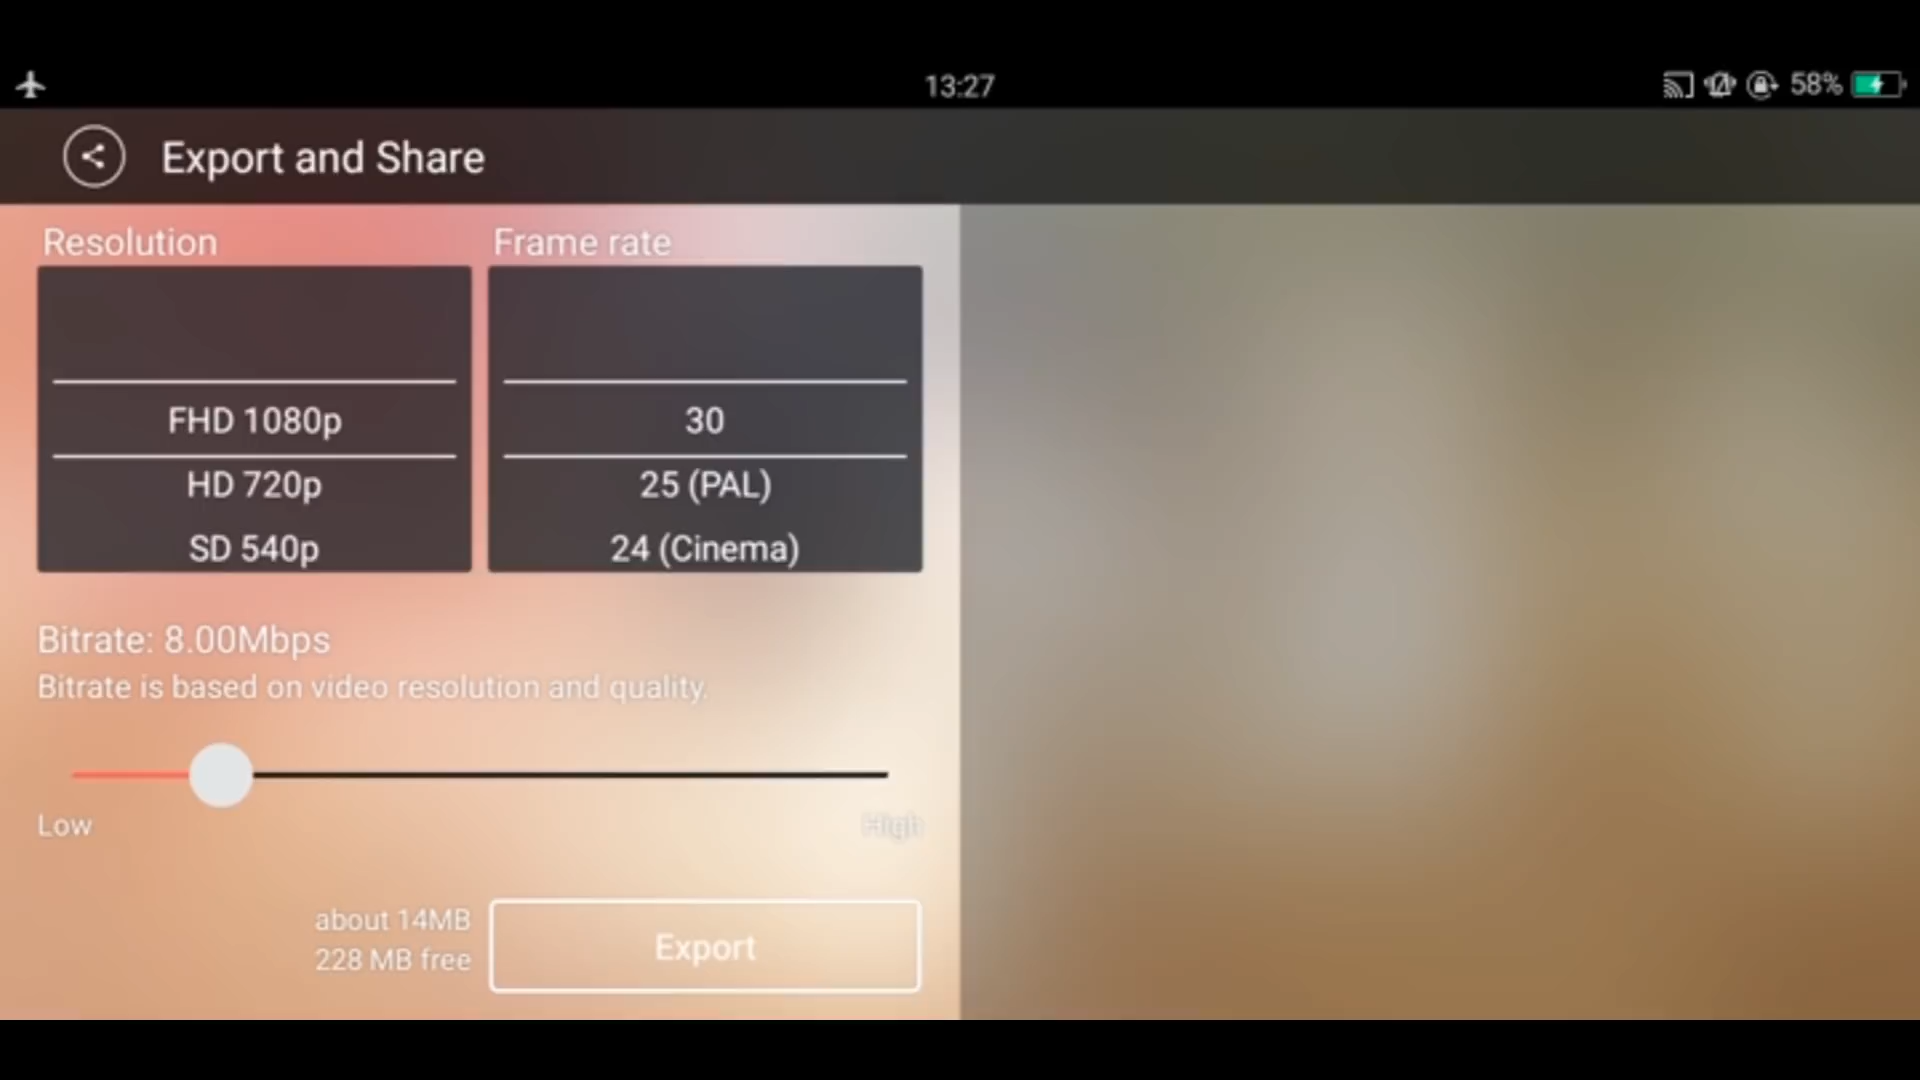 13:27
58%
Export and Share
Resolution
Frame rate
FHD 1080p
HD 720p
SD 540p
30
25 (PAL)
24 (Cinema)
Bitrate: 8.00Mbps
Bitrate is based on video resolution and quality.
Low
High
about 14MB
228 MB free
Export